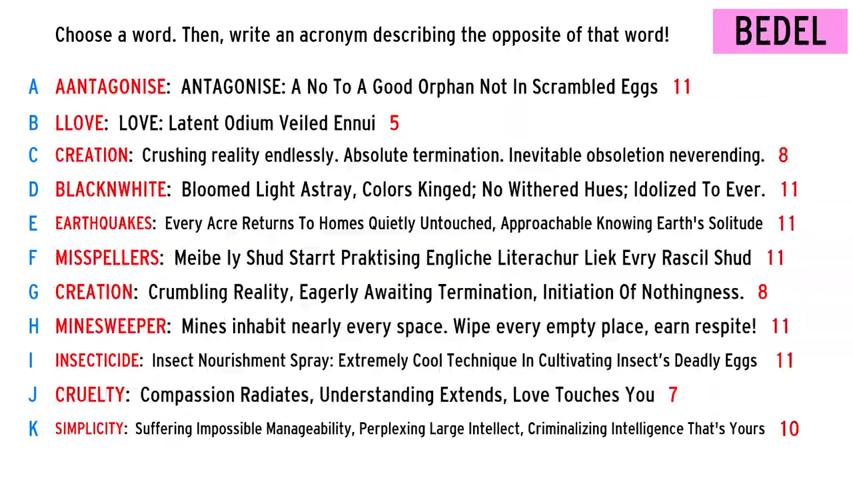 Choose a word. Then, write an acronym describing the opposite of that word!
BEDEL
A AANTAGONISE: ANTAGONISE: A No To A Good Orphan Not In Scrambled Eggs 11
B LLOVE: LOVE: Latent Odium Veiled Ennui 5
C CREATION: Crushing reality endlessly. Absolute termination. Inevitable obsoletion neverending. 8
D BLACKNWHITE: Bloomed Light Astray, Colors Kinged; No Withered Hues; Idolized To Ever. 11
E EARTHQUAKES: Every Acre Returns To Homes Quietly Untouched, Approachable Knowing Earth's Solitude 11
F MISSPELLERS: Meibe Iy Shud Starrt Praktising Engliche Literachur Liek Evry Rascil Shud 11
G CREATION: Crumbling Reality, Eagerly Awaiting Termination, Initiation Of Nothingness. 8
H MINESWEEPER: Mines inhabit nearly every space. Wipe every empty place, earn respite! 11
I INSECTICIDE: Insect Nourishment Spray: Extremely Cool Technique In Cultivating Insect's Deadly Eggs 11
J CRUELTY: Compassion Radiates, Understanding Extends, Love Touches You 7
K SIMPLICITY: Suffering Impossible Manageability, Perplexing Large Intellect, Criminalizing Intelligence That's Yours 10